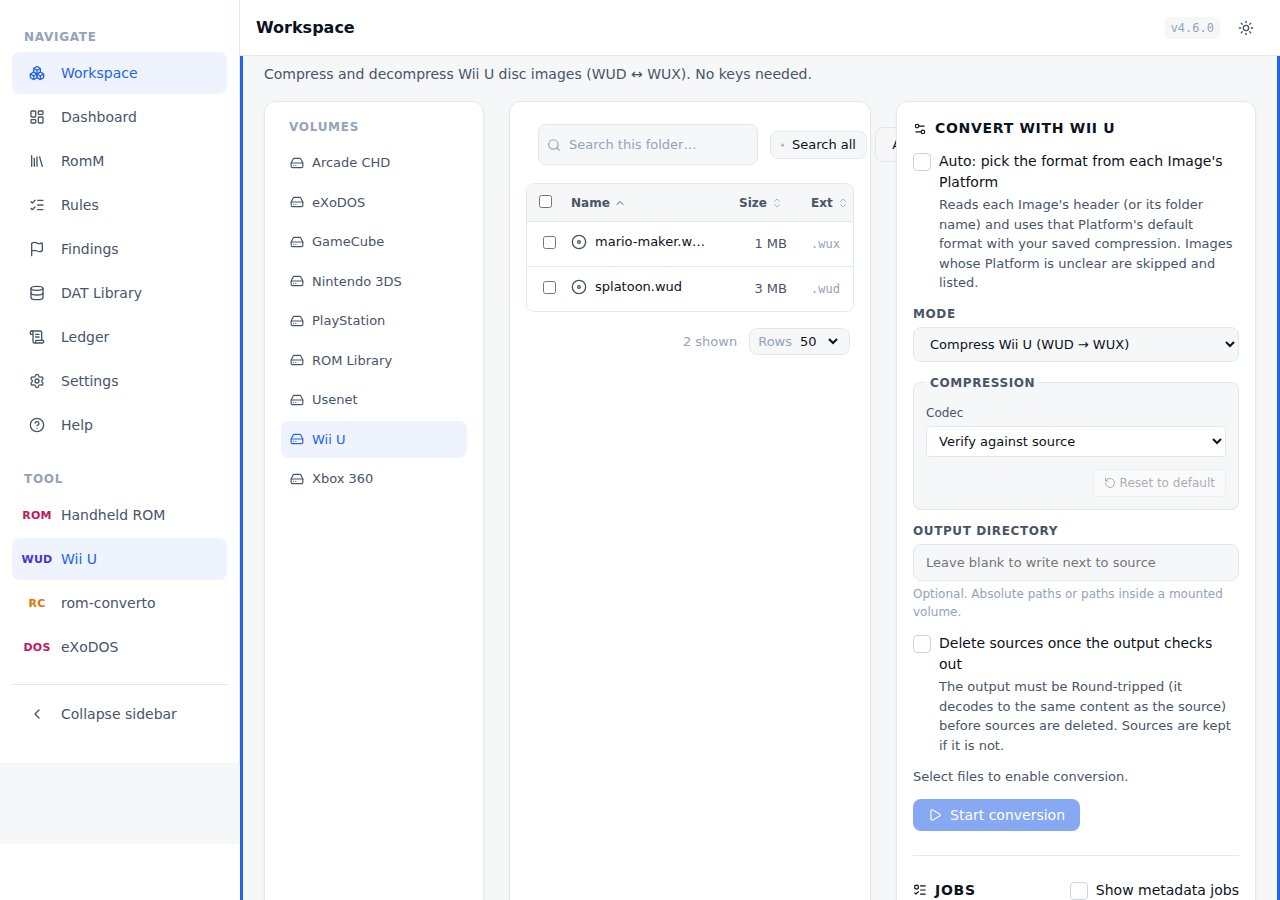 NAVIGATE
Workspace
Dashboard
RomM
Rules
Findings
DAT Library
Ledger
Settings
Help
TOOL
ROM Handheld ROM
WUD Wii U
RC rom-converto
DOS eXoDOS
Collapse sidebar
Workspace
v4.6.0
Compress and decompress Wii U disc images (WUD ↔ WUX). No keys needed.
VOLUMES
Arcade CHD
eXoDOS
GameCube
Nintendo 3DS
PlayStation
ROM Library
Usenet
Wii U
Xbox 360
Search this folder…
Search all
Name Size Ext
mario-maker.w… 1 MB .wux
splatoon.wud 3 MB .wud
2 shown Rows 50
CONVERT WITH WII U
Auto: pick the format from each Image's
Platform
Reads each Image's header (or its folder
name) and uses that Platform's default
format with your saved compression. Images
whose Platform is unclear are skipped and
listed.
MODE
Compress Wii U (WUD → WUX)
COMPRESSION
Codec
Verify against source
Reset to default
OUTPUT DIRECTORY
Leave blank to write next to source
Optional. Absolute paths or paths inside a mounted
volume.
Delete sources once the output checks
out
The output must be Round-tripped (it
decodes to the same content as the source)
before sources are deleted. Sources are kept
if it is not.
Select files to enable conversion.
Start conversion
JOBS
Show metadata jobs